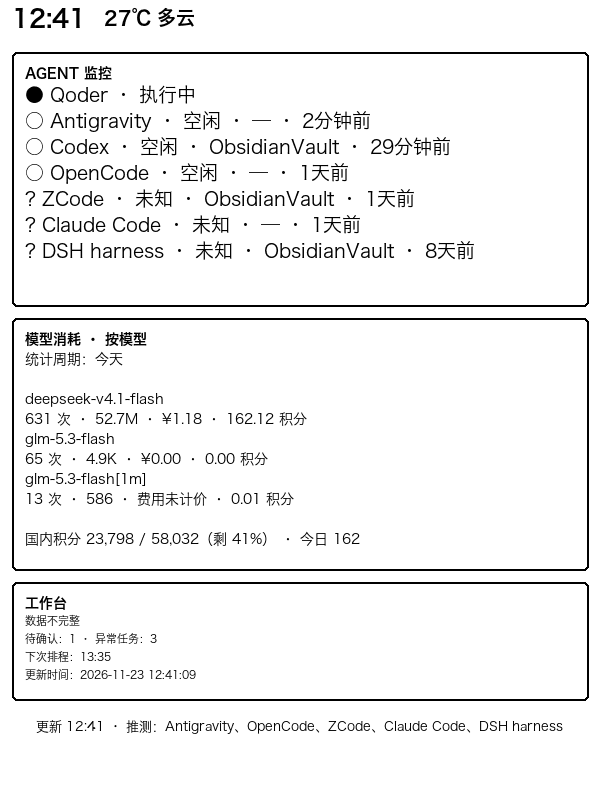 12:41 27°C 多云
AGENT 监控
● Qoder · 执行中
○ Antigravity · 空闲 · — · 2分钟前
○ Codex · 空闲 · ObsidianVault · 29分钟前
○ OpenCode · 空闲 · — · 1天前
? ZCode · 未知 · ObsidianVault · 1天前
? Claude Code · 未知 · — · 1天前
? DSH harness · 未知 · ObsidianVault · 8天前
模型消耗 · 按模型
统计周期：今天
deepseek-v4.1-flash
631 次 · 52.7M · ¥1.18 · 162.12 积分
glm-5.3-flash
65 次 · 4.9K · ¥0.00 · 0.00 积分
glm-5.3-flash[1m]
13 次 · 586 · 费用未计价 · 0.01 积分
国内积分 23,798 / 58,032（剩 41%） · 今日 162
工作台
数据不完整
待确认：1 · 异常任务：3
下次排程：13:35
更新时间：2026-11-23 12:41:09
更新 12:41 · 推测：Antigravity、OpenCode、ZCode、Claude Code、DSH harness